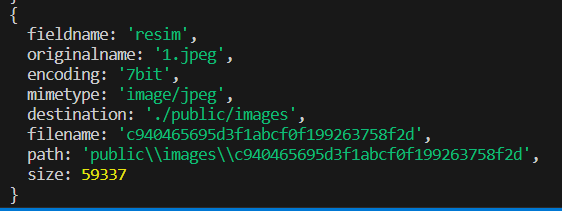 {
fieldname: 'resim',
originalname: '1.jpeg',
encoding: '7bit',
mimetype: 'image/jpeg',
destination: './public/images',
filename: 'c940465695d3f1abcf0f199263758f2d',
path: 'public\\images\\c940465695d3f1abcf0f199263758f2d',
size: 59337
}